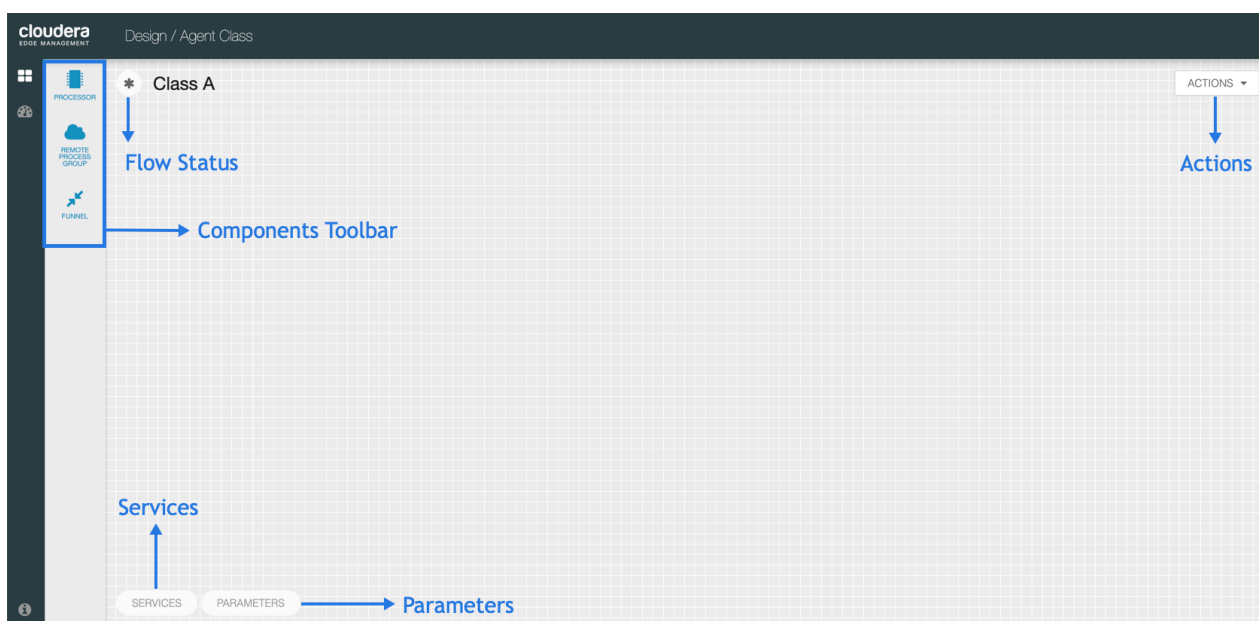 cloudera
EDGE MANAGEMENT
Design / Agent Class
PROCESSOR
REMOTE
PROCESS
GROUP
FUNNEL
Class A
ACTIONS
Flow Status
Actions
Components Toolbar
Services
SERVICES
PARAMETERS
Parameters